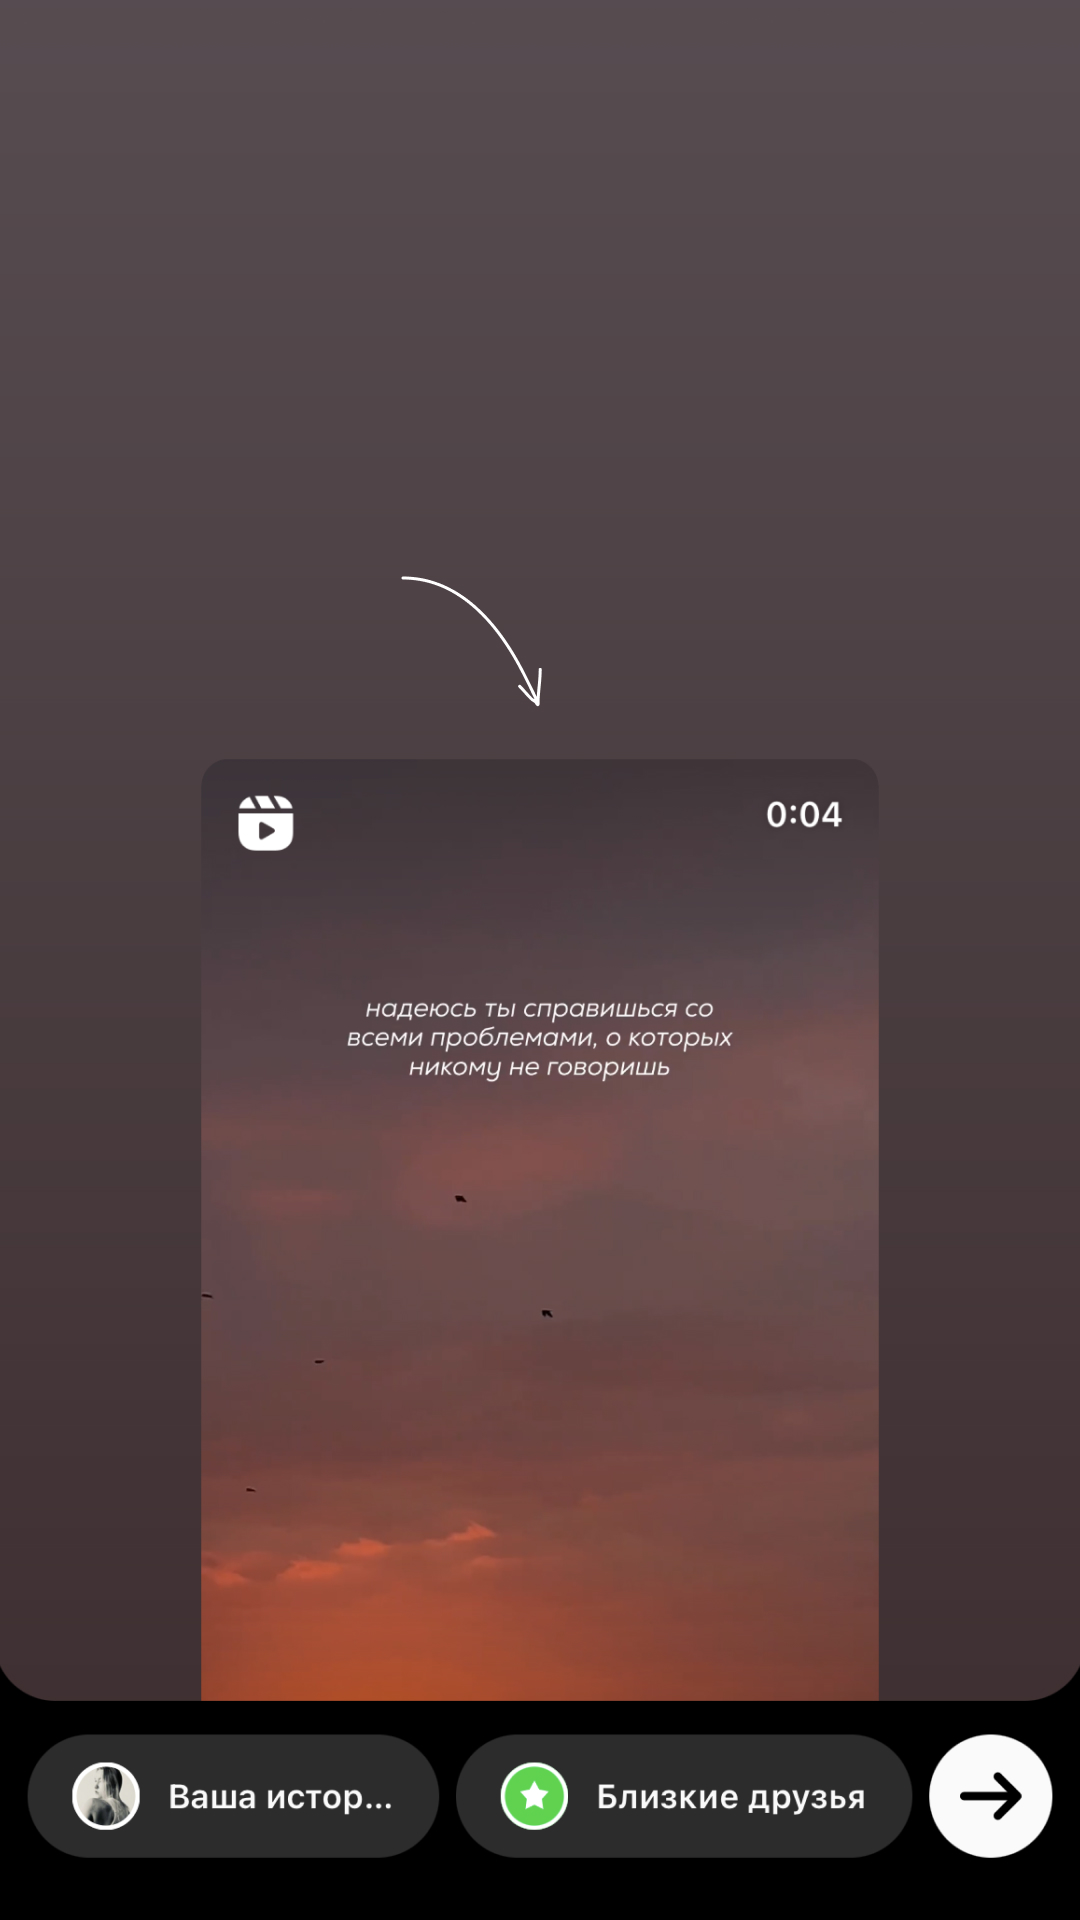 0:04
надеюсь ты справишься со
всеми проблемами, о которых
никому не говоришь
Ваша истор...
Близкие друзья